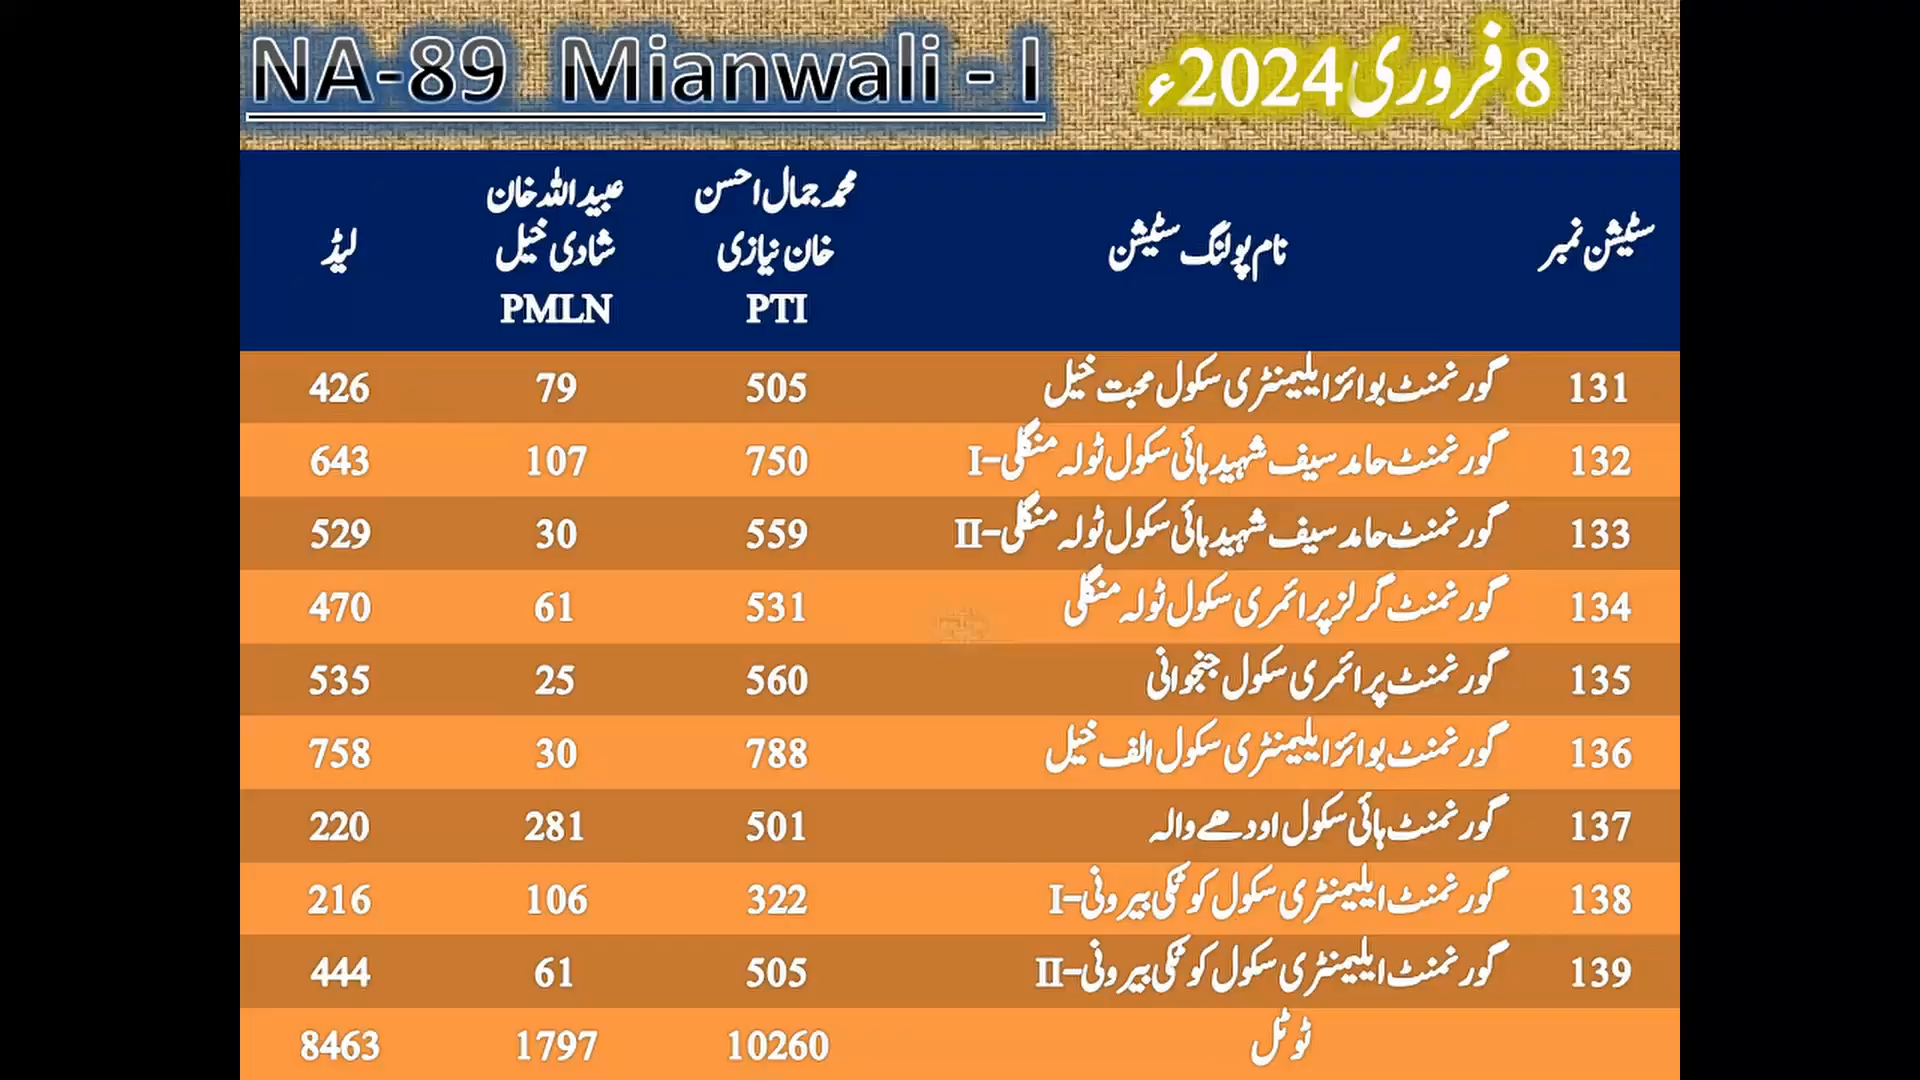 NA-89 Mianwali - I 8 فروری 2024ء
سٹیشن نمبر نام پولنگ سٹیشن محمد جمال احسن خان نیازی PTI عبید اللہ خان شادی خیل PMLN لیڈ
131 گورنمنٹ بوائز ایلیمنٹری سکول محبت خیل 505 79 426
132 گورنمنٹ حامد سیف شہید ہائی سکول ٹولہ منگلی-I 750 107 643
133 گورنمنٹ حامد سیف شہید ہائی سکول ٹولہ منگلی-II 559 30 529
134 گورنمنٹ گرلز پرائمری سکول ٹولہ منگلی 531 61 470
135 گورنمنٹ پرائمری سکول جنجوانی 560 25 535
136 گورنمنٹ بوائز ایلیمنٹری سکول الف خیل 788 30 758
137 گورنمنٹ ہائی سکول اودھے والہ 501 281 220
138 گورنمنٹ ایلیمنٹری سکول کوٹکی بیرونی-I 322 106 216
139 گورنمنٹ ایلیمنٹری سکول کوٹکی بیرونی-II 505 61 444
ٹوٹل 10260 1797 8463